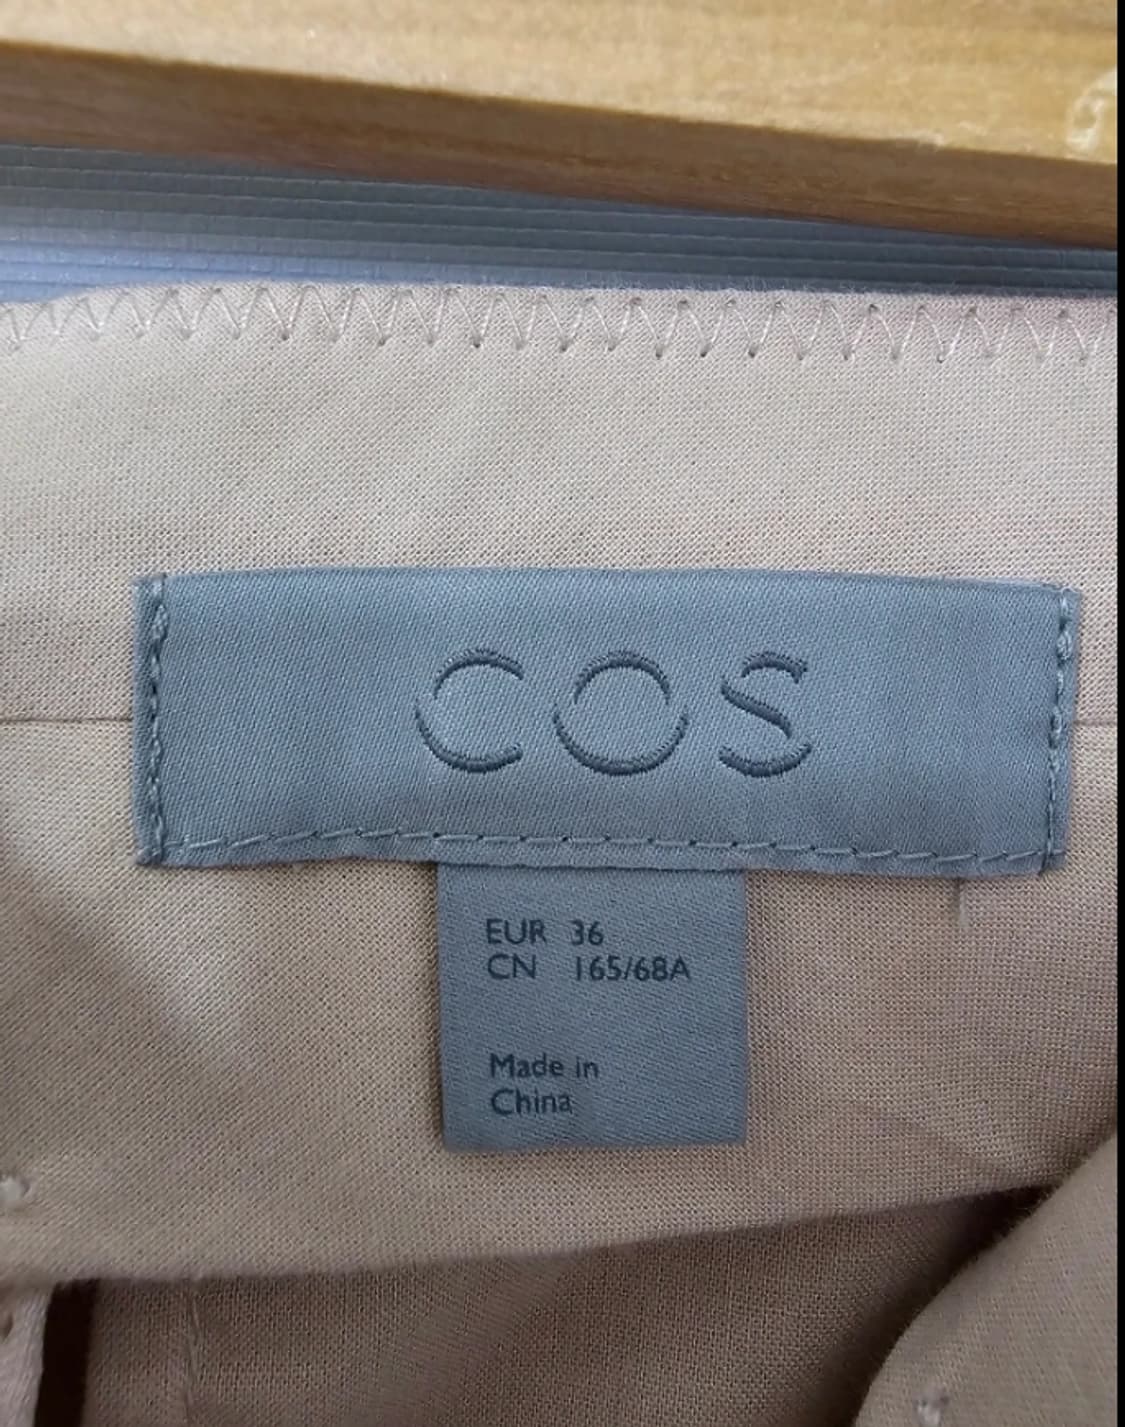 COS
EUR 36
CN 165/68A
Made in
China